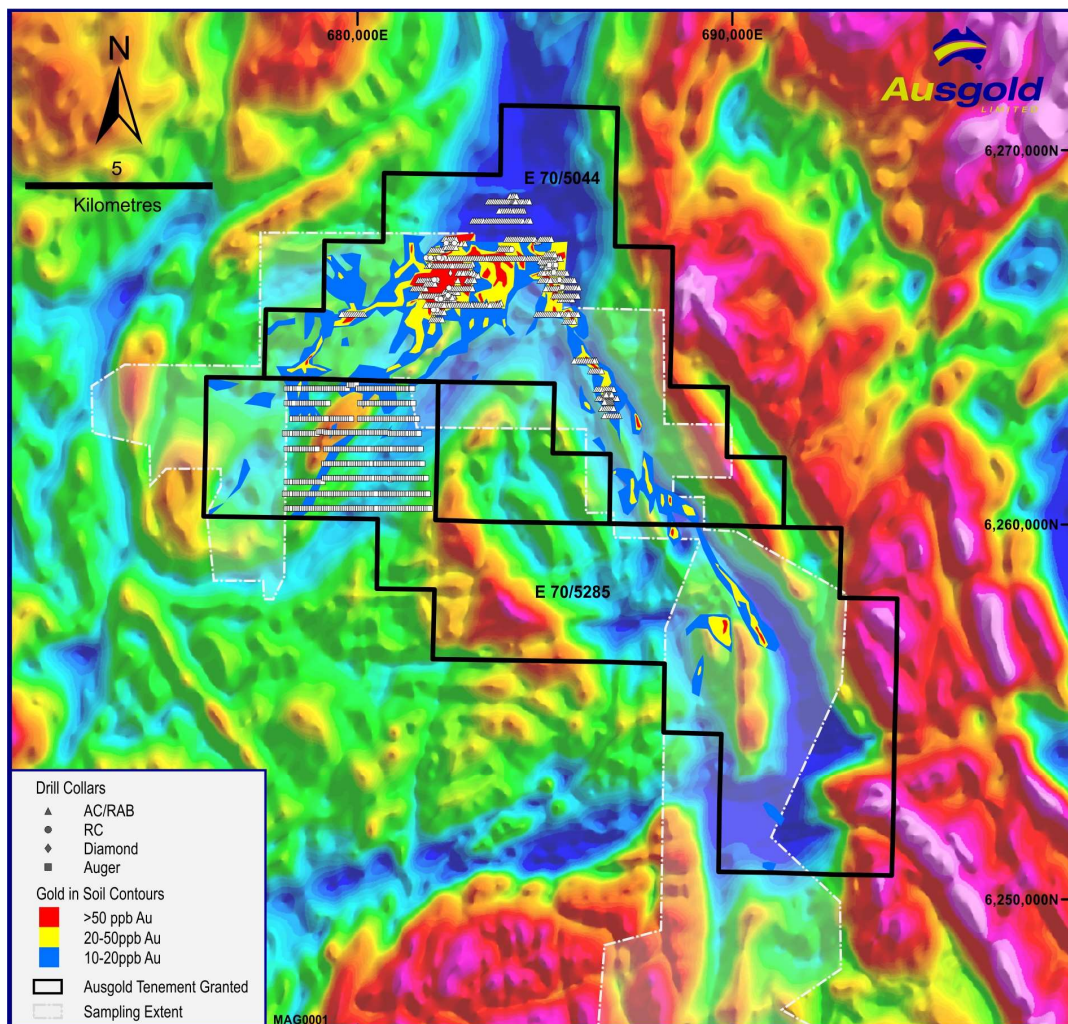 680,000E
690,000E
N
Ausgold
LIMITED
5
Kilometres
6,270,000N
E 70/5044
6,260,000N
E 70/5285
6,250,000N
Drill Collars
AC/RAB
RC
Diamond
Auger
Gold in Soil Contours
>50 ppb Au
20-50ppb Au
10-20ppb Au
Ausgold Tenement Granted
Sampling Extent
MAG0001